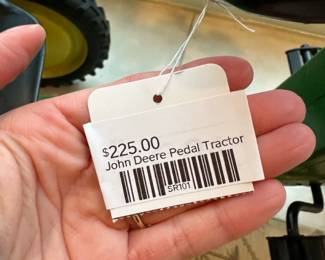 $225.00
John Deere Pedal Tractor
SR101